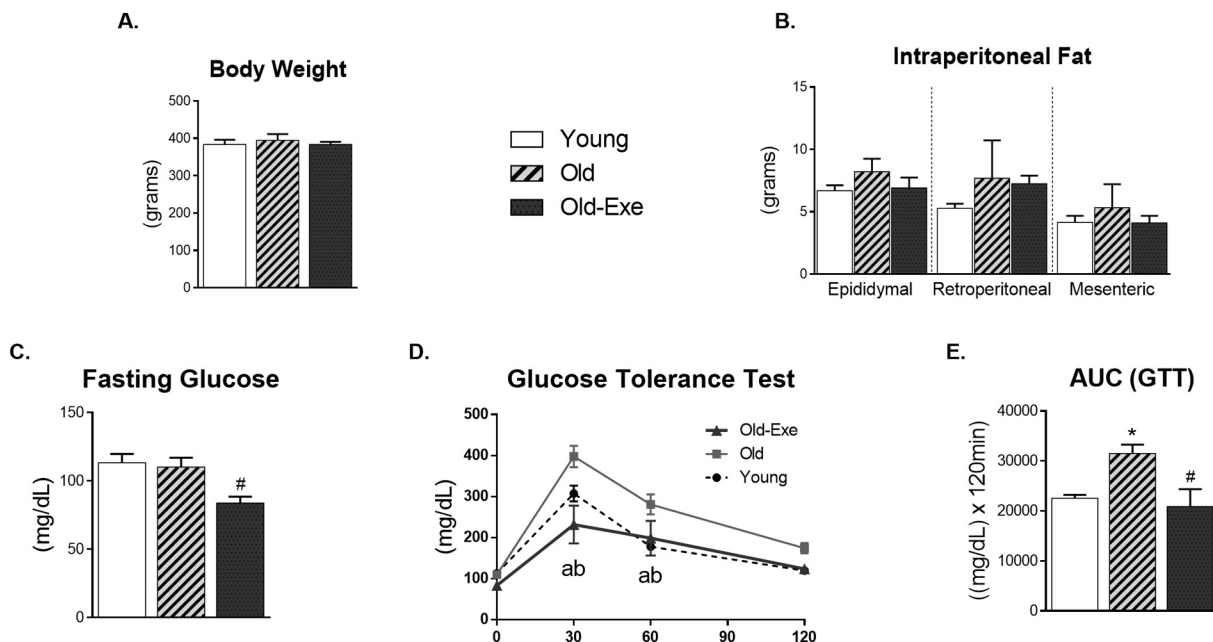 A.
Body Weight
500
400
300
200
100
0
(grams)
Young
Old
Old-Exe
B.
Intraperitoneal Fat
15
10
5
0
(grams)
Epididymal Retroperitoneal Mesenteric
C.
Fasting Glucose
150
100
50
0
(mg/dL)
#
D.
Glucose Tolerance Test
500
400
300
200
100
0
(mg/dL)
Old-Exe
Old
Young
ab ab
0 30 60 90 120
E.
AUC (GTT)
40000
30000
20000
10000
0
((mg/dL) x 120min)
*
#